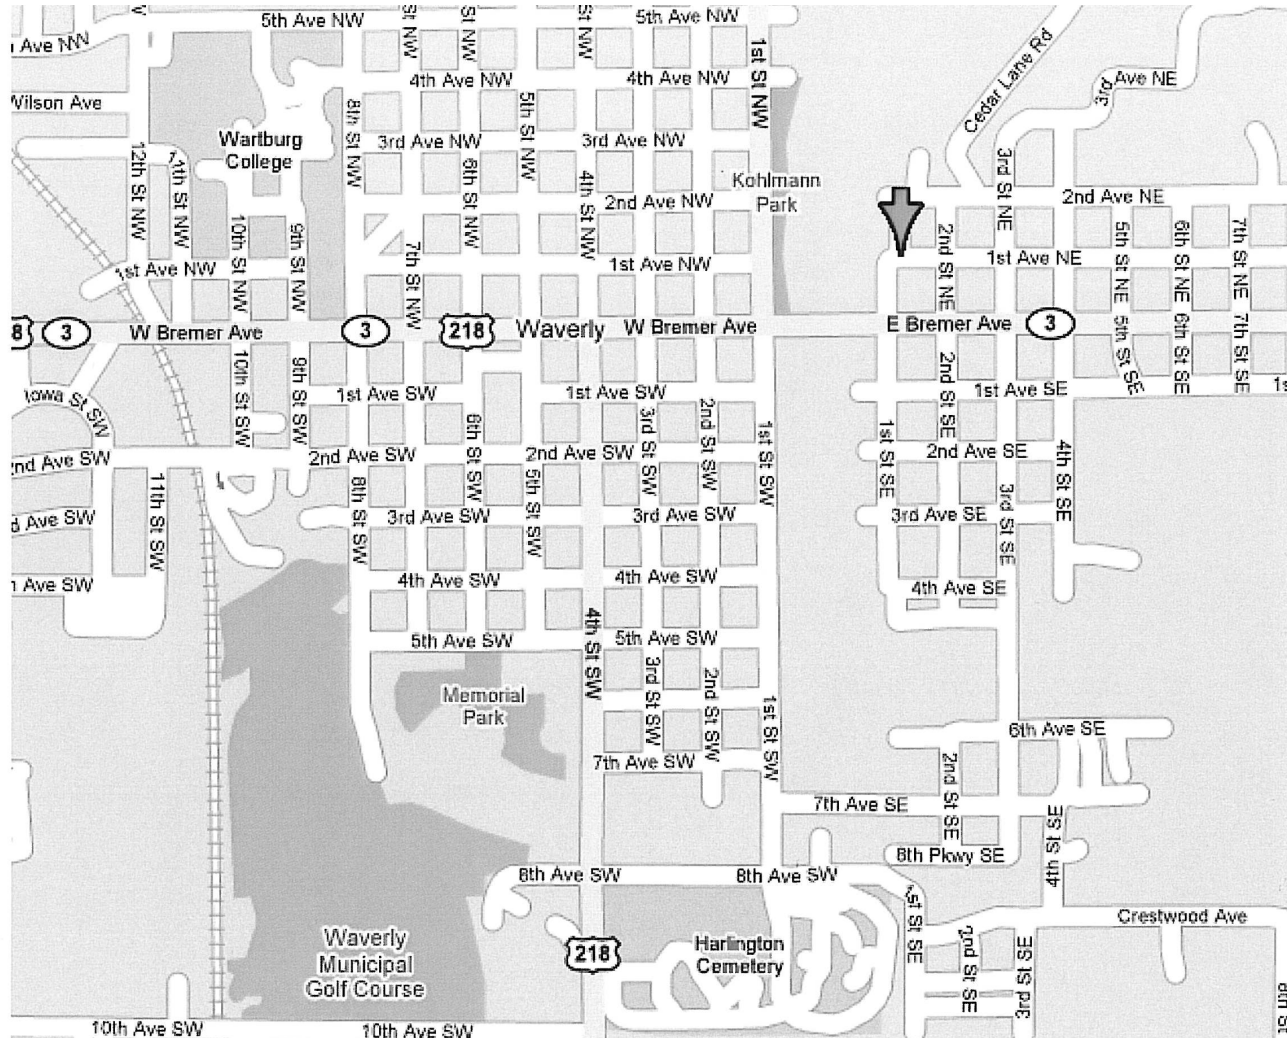 5th Ave NW
5th Ave NW
Ave NW
St NW
St NW
St NW
1st St NW
4th Ave NW
4th Ave NW
Cedar Lane Rd
3rd Ave NE
Wilson Ave
8th St NW
5th St NW
Wartburg
College
3rd Ave NW
3rd Ave NW
12th St NW
11th St NW
6th St NW
4th St NW
3rd St NE
Kohlmann
Park
2nd Ave NW
2nd Ave NE
10th St NW
9th St NW
7th St NW
2nd St NE
5th St NE
6th St NE
7th St NE
1st Ave NW
1st Ave NW
1st Ave NE
3
W Bremer Ave
3
218
Waverly
W Bremer Ave
E Bremer Ave
3
10th St SW
9th St SW
2nd St SE
5th St SE
6th St SE
7th St SE
Iowa St SW
1st Ave SW
1st Ave SW
1st Ave SE
6th St SW
3rd St SW
2nd St SW
1st St SW
1st St SE
4th St SE
2nd Ave SW
2nd Ave SW
2nd Ave SW
2nd Ave SE
11th St SW
8th St SW
5th St SW
3rd St SE
d Ave SW
3rd Ave SW
3rd Ave SW
3rd Ave SE
Ave SW
4th Ave SW
4th Ave SW
4th Ave SE
5th Ave SW
5th Ave SW
4th St SW
3rd St SW
2nd St SW
1st St SW
Memorial
Park
6th Ave SE
7th Ave SW
2nd St SE
7th Ave SE
4th St SE
8th Pkwy SE
8th Ave SW
8th Ave SW
1st St SE
Crestwood Ave
Waverly
Municipal
Golf Course
218
Harlington
Cemetery
2nd St SE
3rd St SE
10th Ave SW
10th Ave SW